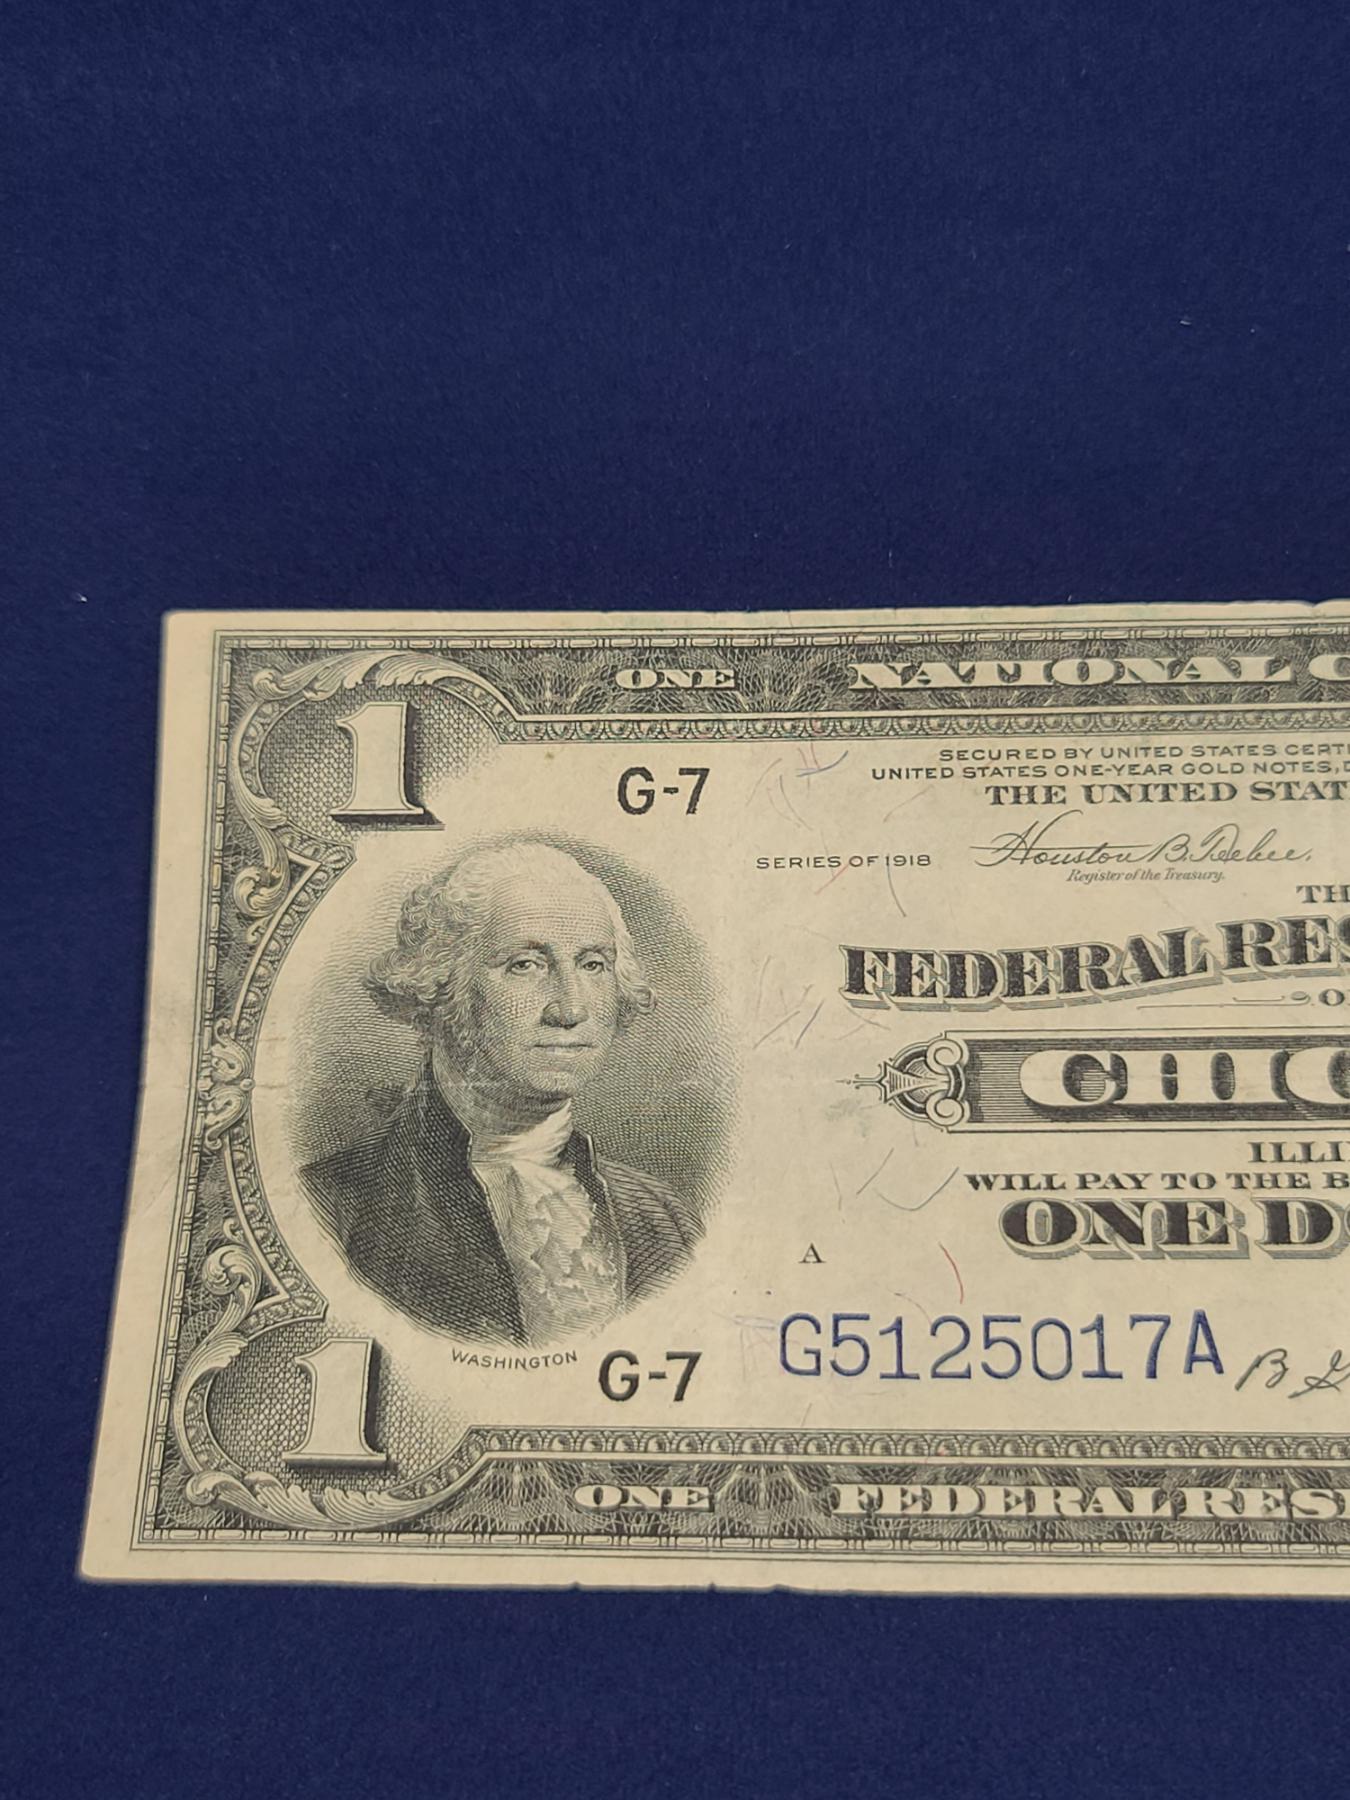 ONE NATIONAL C
1
SECURED BY UNITED STATES CERTI
G-7
UNITED STATES ONE-YEAR GOLD NOTES, D
THE UNITED STAT
SERIES OF 1918
Houston B. Teehee.
Register of the Treasury.
TH
FEDERAL RES
O
CHIC
ILLI
WILL PAY TO THE B
ONE DO
A
G5125017A
B G
1
WASHINGTON
G-7
ONE FEDERAL RES